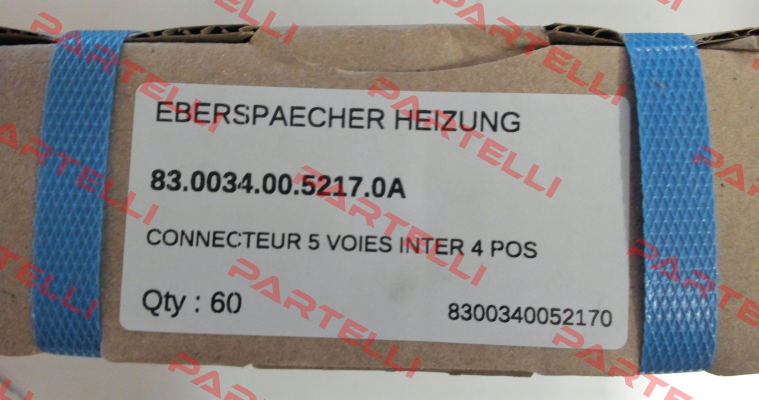 EBERSPAECHER HEIZUNG
83.0034.00.5217.0A
CONNECTEUR 5 VOIES INTER 4 POS
Qty : 60
8300340052170
PARTELLI
PARTELLI
PARTELLI
PARTELLI
PARTELLI
PARTELLI